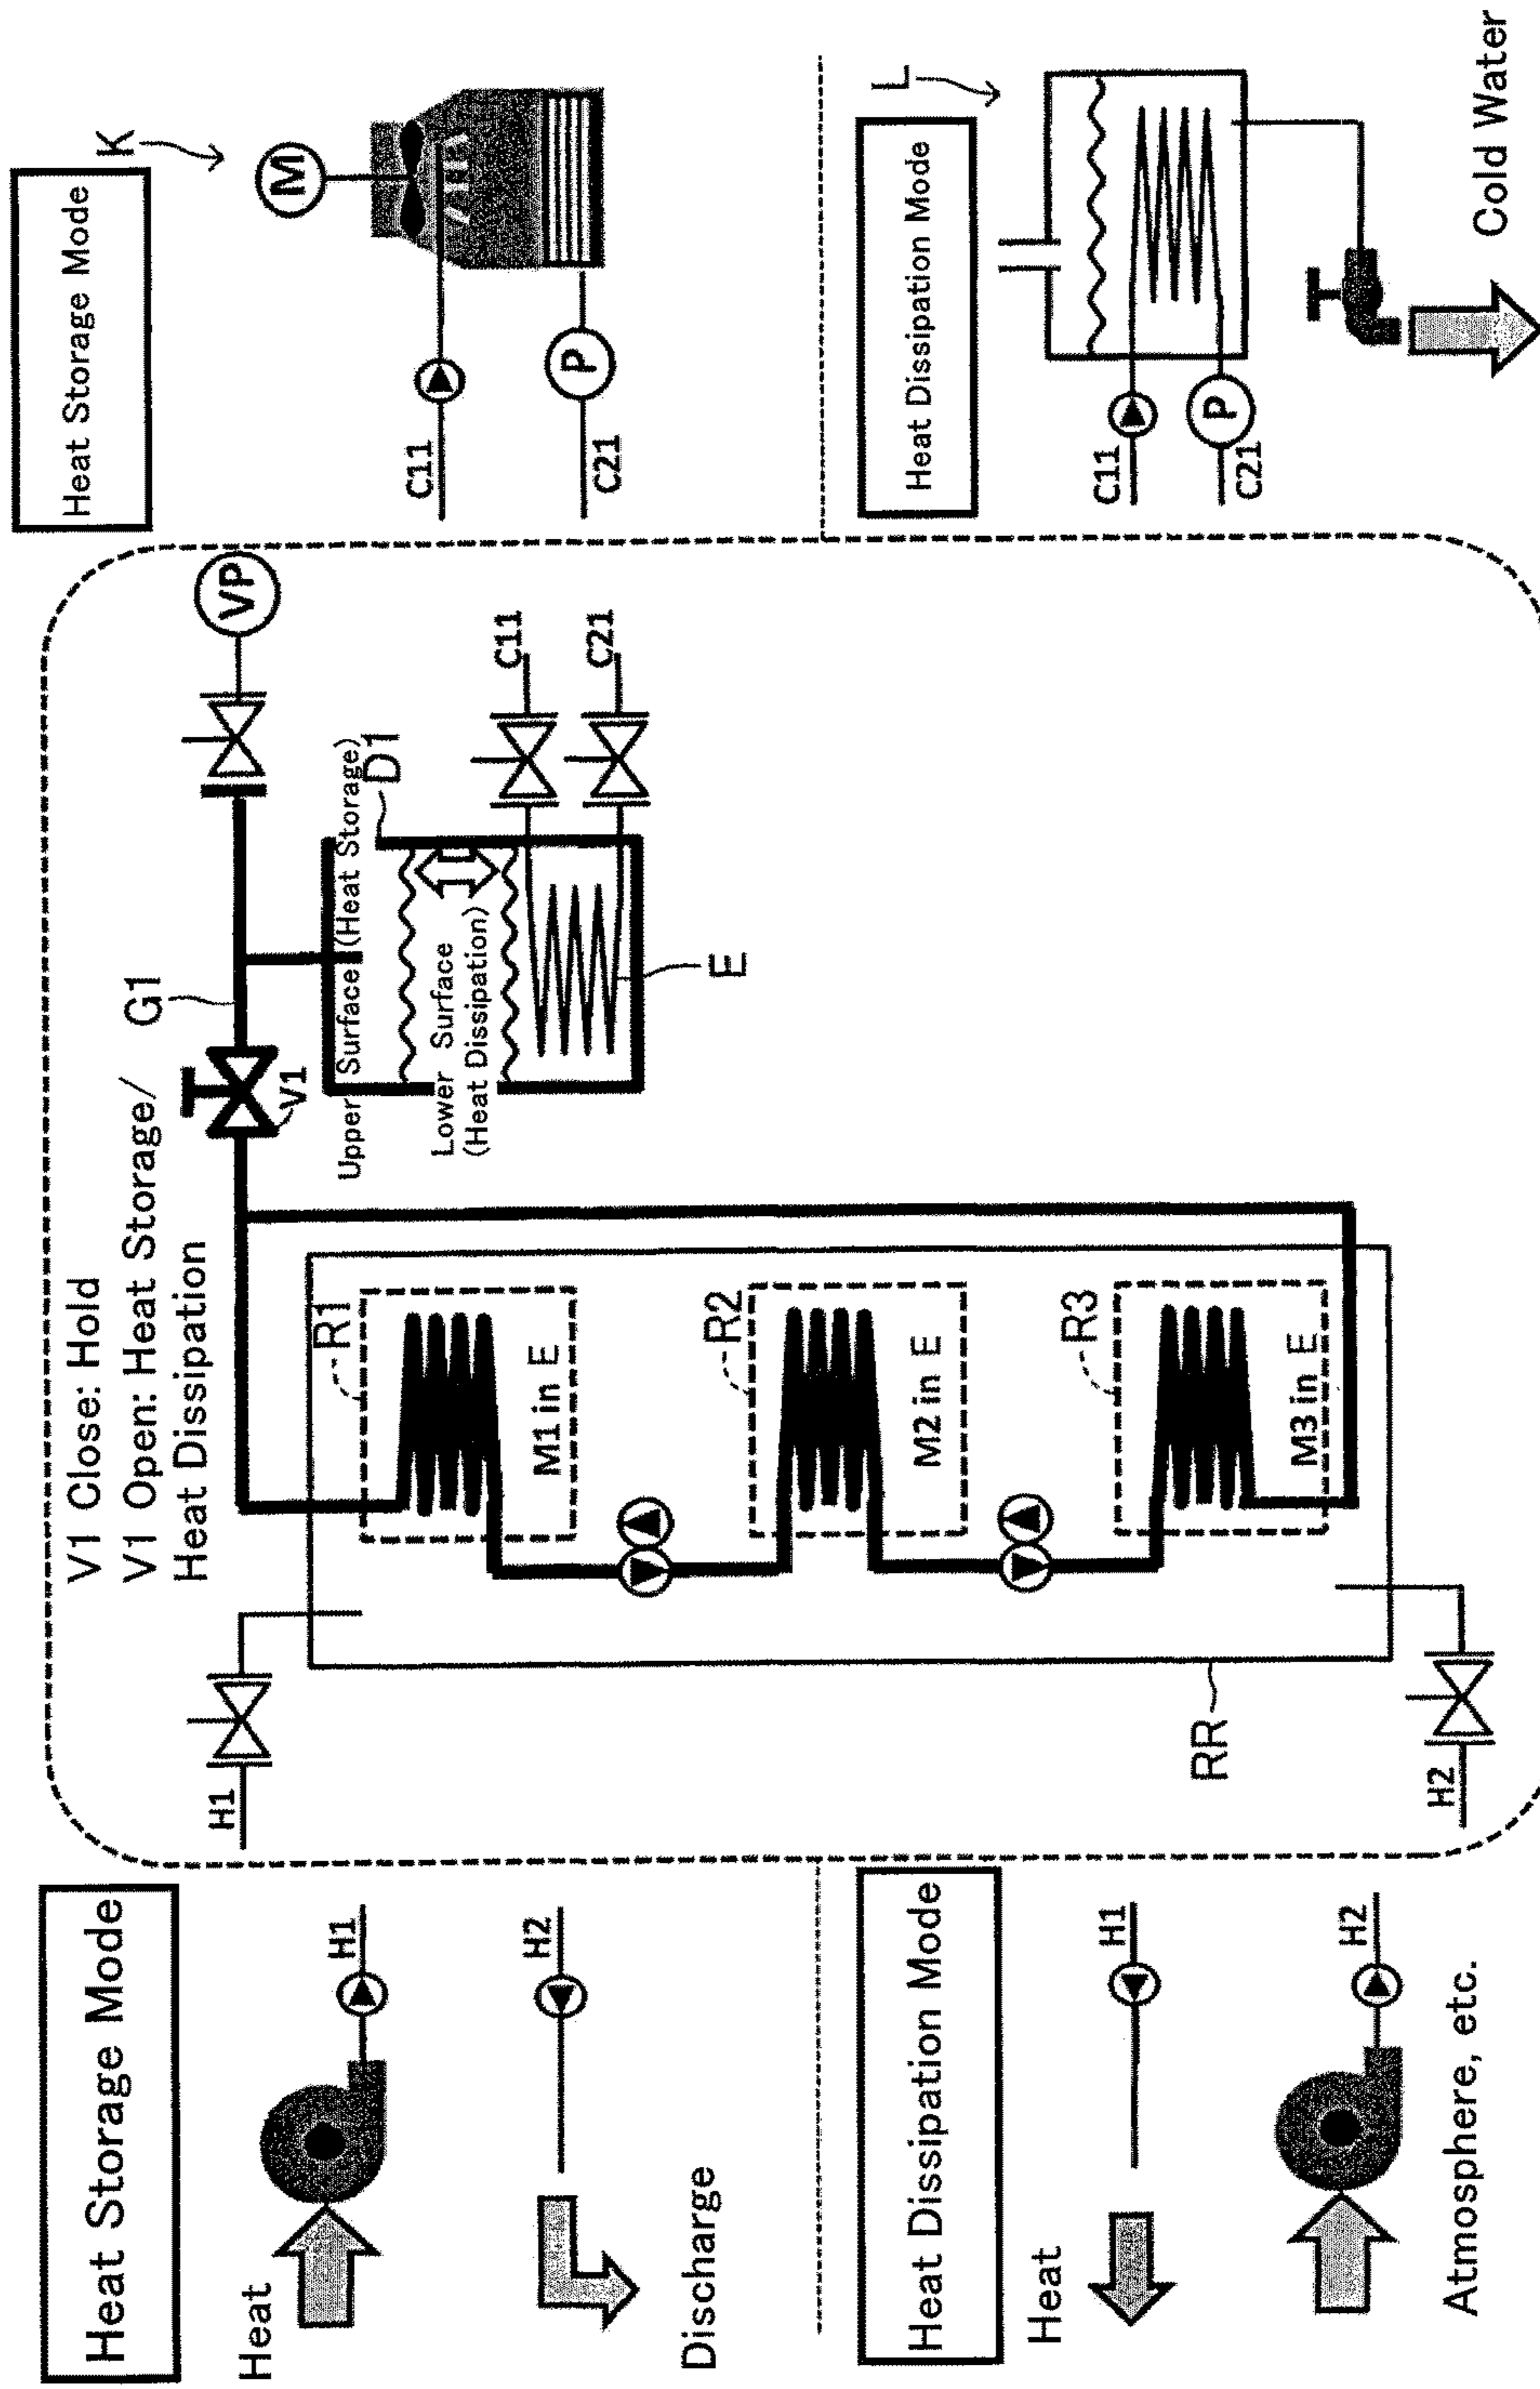 Heat Storage Mode
Heat
H1
H2
Discharge
Heat Dissipation Mode
Heat
H1
H2
Atmosphere, etc.
V1 Close: Hold
V1 Open: Heat Storage/
Heat Dissipation
G1
VP
V1
H1
R1
M1 in E
R2
M2 in E
R3
M3 in E
RR
H2
Upper Surface (Heat Storage)
D1
Lower Surface
(Heat Dissipation)
C11
C21
E
Heat Storage Mode
K
M
C11
P
C21
Heat Dissipation Mode
L
C11
P
C21
Cold Water